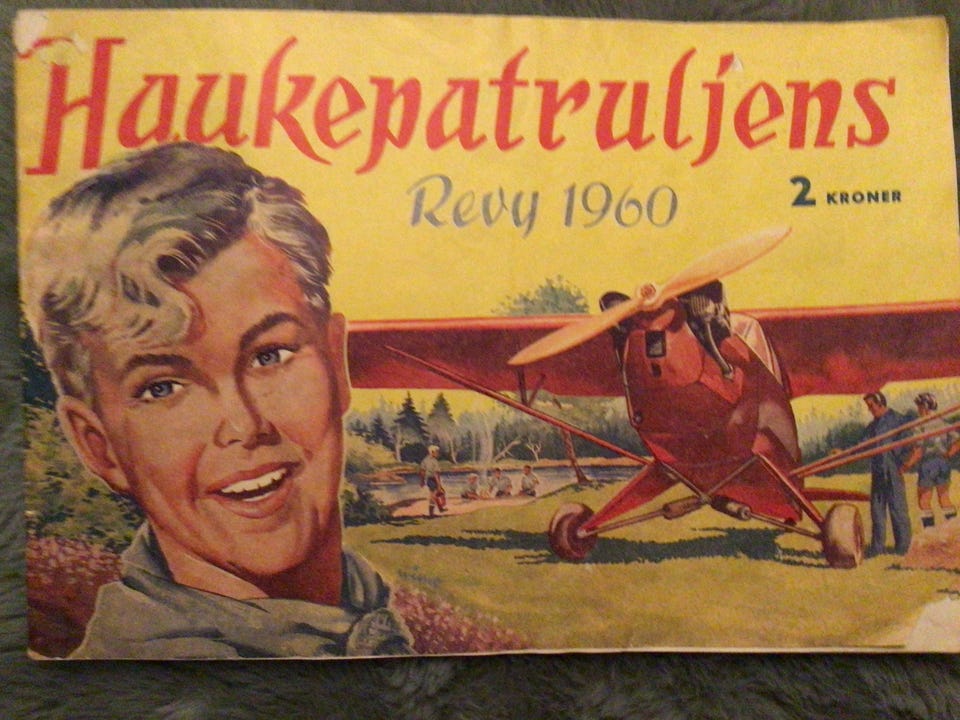 Haukepatruljens
Revy 1960
2 KRONER